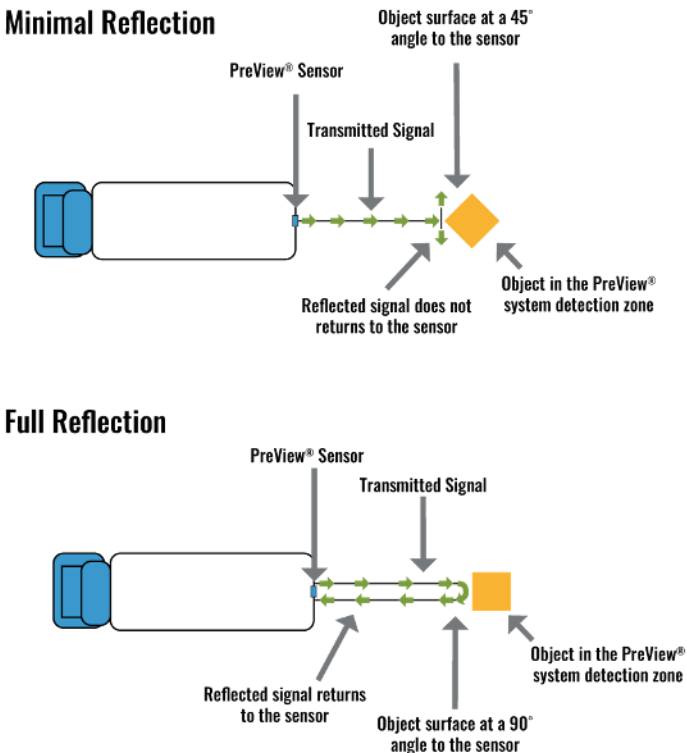 Minimal Reflection
Object surface at a 45°
angle to the sensor
PreView® Sensor
Transmitted Signal
Reflected signal does not
returns to the sensor
Object in the PreView®
system detection zone
Full Reflection
PreView® Sensor
Transmitted Signal
Reflected signal returns
to the sensor
Object surface at a 90°
angle to the sensor
Object in the PreView®
system detection zone